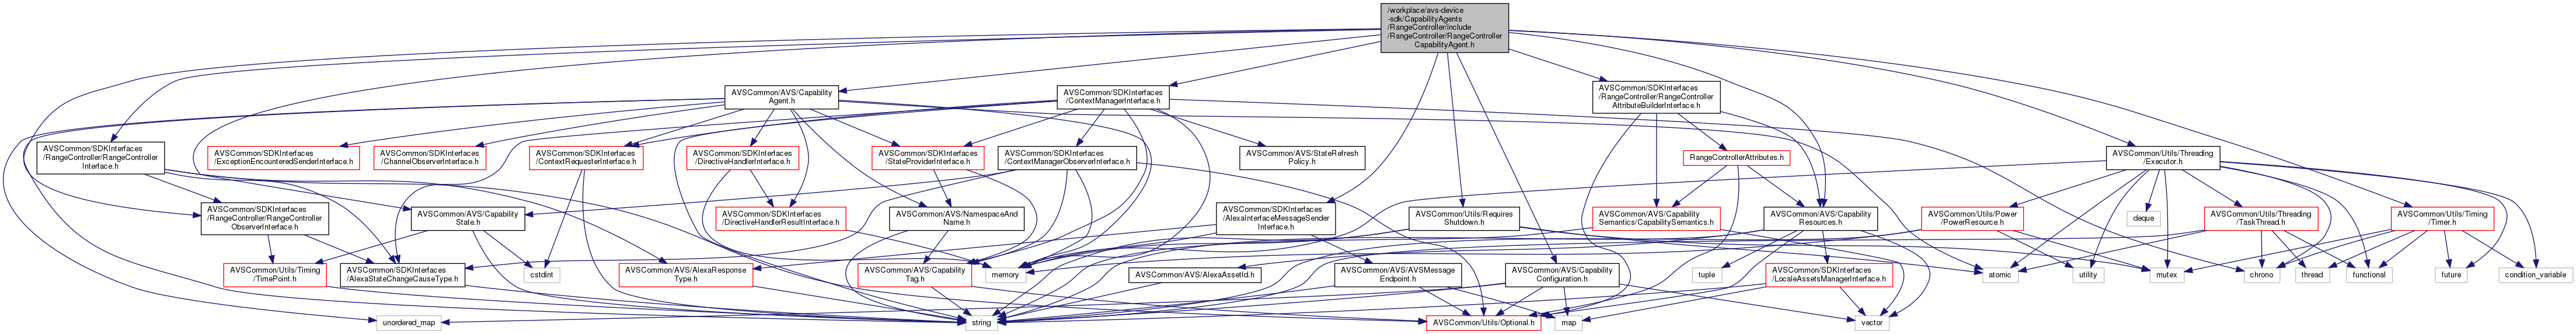 /workplace/avs-device
-sdk/CapabilityAgents
/RangeController/include
/RangeController/RangeController
CapabilityAgent.h
AVSCommon/AVS/Capability
Agent.h
AVSCommon/SDKInterfaces
/ContextManagerInterface.h
AVSCommon/SDKInterfaces
/RangeController/RangeController
AttributeBuilderInterface.h
AVSCommon/SDKInterfaces
/RangeController/RangeController
Interface.h
AVSCommon/SDKInterfaces
/ExceptionEncounteredSenderInterface.h
AVSCommon/SDKInterfaces
/ChannelObserverInterface.h
AVSCommon/SDKInterfaces
/ContextRequesterInterface.h
AVSCommon/SDKInterfaces
/DirectiveHandlerInterface.h
AVSCommon/SDKInterfaces
/StateProviderInterface.h
AVSCommon/SDKInterfaces
/ContextManagerObserverInterface.h
AVSCommon/AVS/StateRefresh
Policy.h
RangeControllerAttributes.h
AVSCommon/Utils/Threading
/Executor.h
AVSCommon/SDKInterfaces
/RangeController/RangeController
ObserverInterface.h
AVSCommon/AVS/Capability
State.h
AVSCommon/SDKInterfaces
/DirectiveHandlerResultInterface.h
AVSCommon/AVS/NamespaceAnd
Name.h
AVSCommon/SDKInterfaces
/AlexaInterfaceMessageSender
Interface.h
AVSCommon/Utils/Requires
Shutdown.h
AVSCommon/AVS/Capability
Semantics/CapabilitySemantics.h
AVSCommon/AVS/Capability
Resources.h
AVSCommon/Utils/Power
/PowerResource.h
deque
AVSCommon/Utils/Threading
/TaskThread.h
AVSCommon/Utils/Timing
/Timer.h
AVSCommon/Utils/Timing
/TimePoint.h
AVSCommon/SDKInterfaces
/AlexaStateChangeCauseType.h
cstdint
AVSCommon/AVS/AlexaResponse
Type.h
AVSCommon/AVS/Capability
Tag.h
memory
AVSCommon/AVS/AlexaAssetId.h
AVSCommon/AVS/AVSMessage
Endpoint.h
AVSCommon/AVS/Capability
Configuration.h
tuple
AVSCommon/SDKInterfaces
/LocaleAssetsManagerInterface.h
atomic
utility
mutex
chrono
thread
functional
future
condition_variable
unordered_map
string
AVSCommon/Utils/Optional.h
map
vector